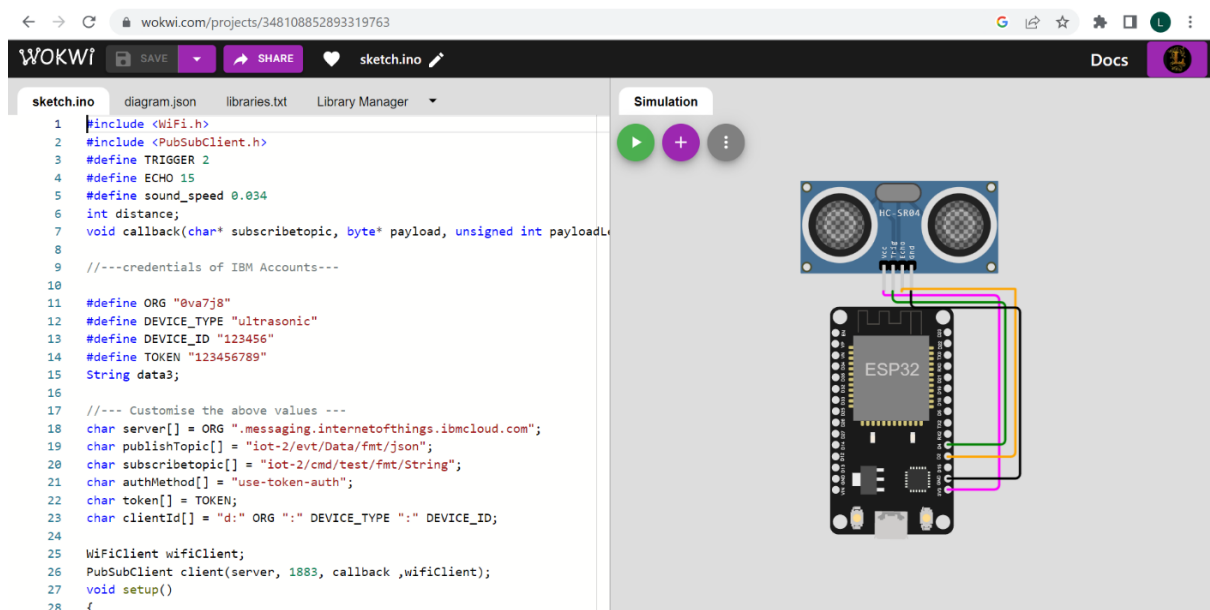 wokwi.com/projects/348108852893319763
L
WOKWi SAVE SHARE sketch.ino Docs
sketch.ino diagram.json libraries.txt Library Manager
Simulation
1 #include <WiFi.h>
2 #include <PubSubClient.h>
3 #define TRIGGER 2
4 #define ECHO 15
5 #define sound_speed 0.034
6 int distance;
7 void callback(char* subscribetopic, byte* payload, unsigned int payloadL
8
9 //---credentials of IBM Accounts---
10
11 #define ORG "0va7j8"
12 #define DEVICE_TYPE "ultrasonic"
13 #define DEVICE_ID "123456"
14 #define TOKEN "123456789"
15 String data3;
16
17 //--- Customise the above values ---
18 char server[] = ORG ".messaging.internetofthings.ibmcloud.com";
19 char publishTopic[] = "iot-2/evt/Data/fmt/json";
20 char subscribetopic[] = "iot-2/cmd/test/fmt/String";
21 char authMethod[] = "use-token-auth";
22 char token[] = TOKEN;
23 char clientId[] = "d:" ORG ":" DEVICE_TYPE ":" DEVICE_ID;
24
25 WiFiClient wifiClient;
26 PubSubClient client(server, 1883, callback ,wifiClient);
27 void setup()
28 {
HC-SR04
Vcc
Trig
Echo
Gnd
ESP32